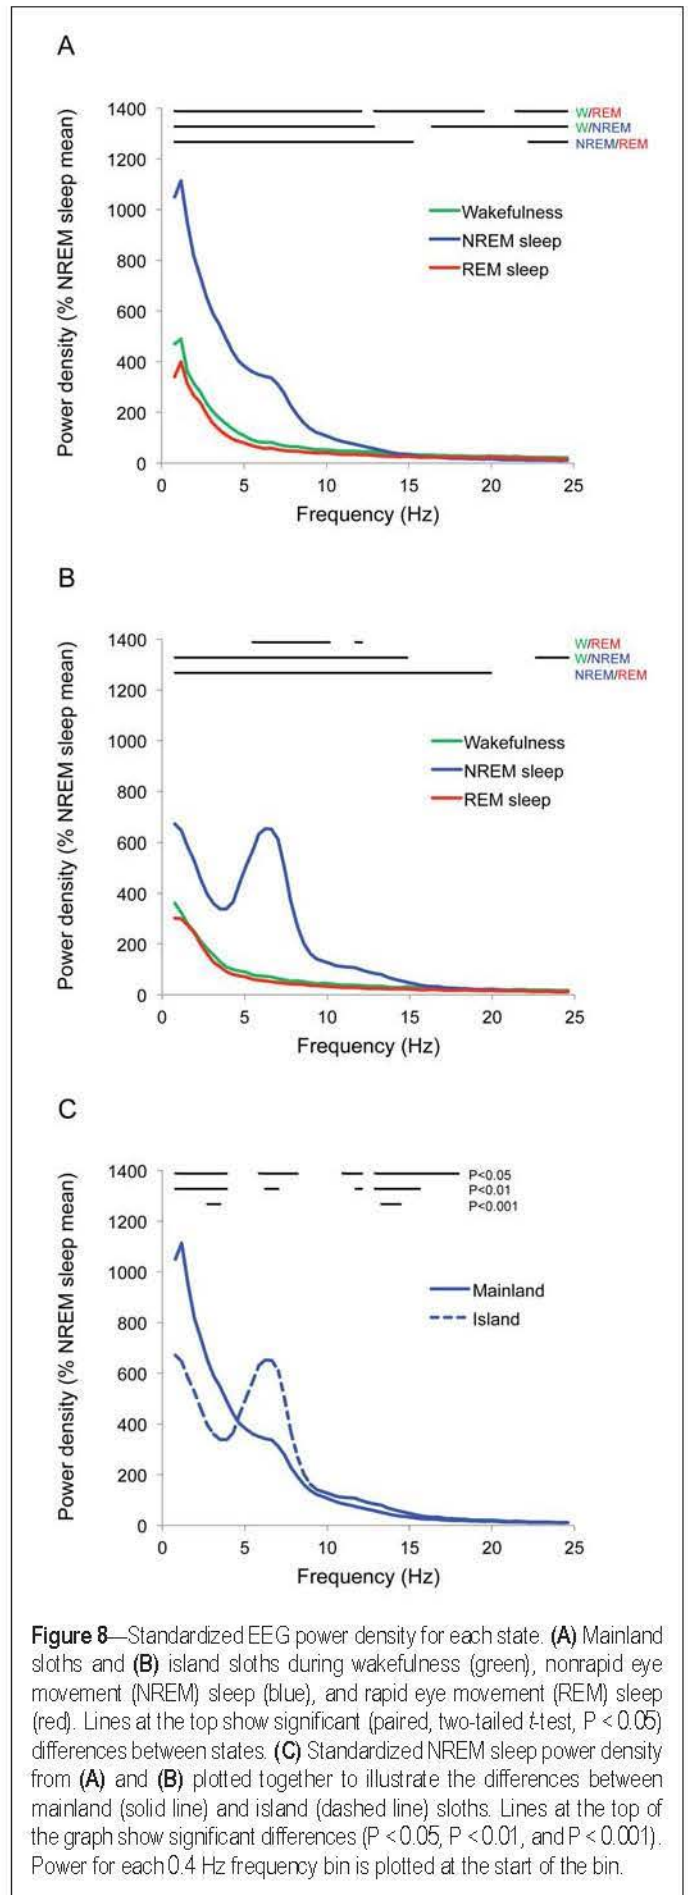 A
1400
1200
1000
800
600
400
200
0
Power density (% NREM sleep mean)
W/REM
W/NREM
NREM/REM
Wakefulness
NREM sleep
REM sleep
0 5 10 15 20 25
Frequency (Hz)
B
1400
1200
1000
800
600
400
200
0
Power density (% NREM sleep mean)
W/REM
W/NREM
NREM/REM
Wakefulness
NREM sleep
REM sleep
0 5 10 15 20 25
Frequency (Hz)
C
1400
1200
1000
800
600
400
200
0
Power density (% NREM sleep mean)
P<0.05
P<0.01
P<0.001
Mainland
Island
0 5 10 15 20 25
Frequency (Hz)
Figure 8—Standardized EEG power density for each state. (A) Mainland
sloths and (B) island sloths during wakefulness (green), nonrapid eye
movement (NREM) sleep (blue), and rapid eye movement (REM) sleep
(red). Lines at the top show significant (paired, two-tailed t-test, P < 0.05)
differences between states. (C) Standardized NREM sleep power density
from (A) and (B) plotted together to illustrate the differences between
mainland (solid line) and island (dashed line) sloths. Lines at the top of
the graph show significant differences (P < 0.05, P < 0.01, and P < 0.001).
Power for each 0.4 Hz frequency bin is plotted at the start of the bin.